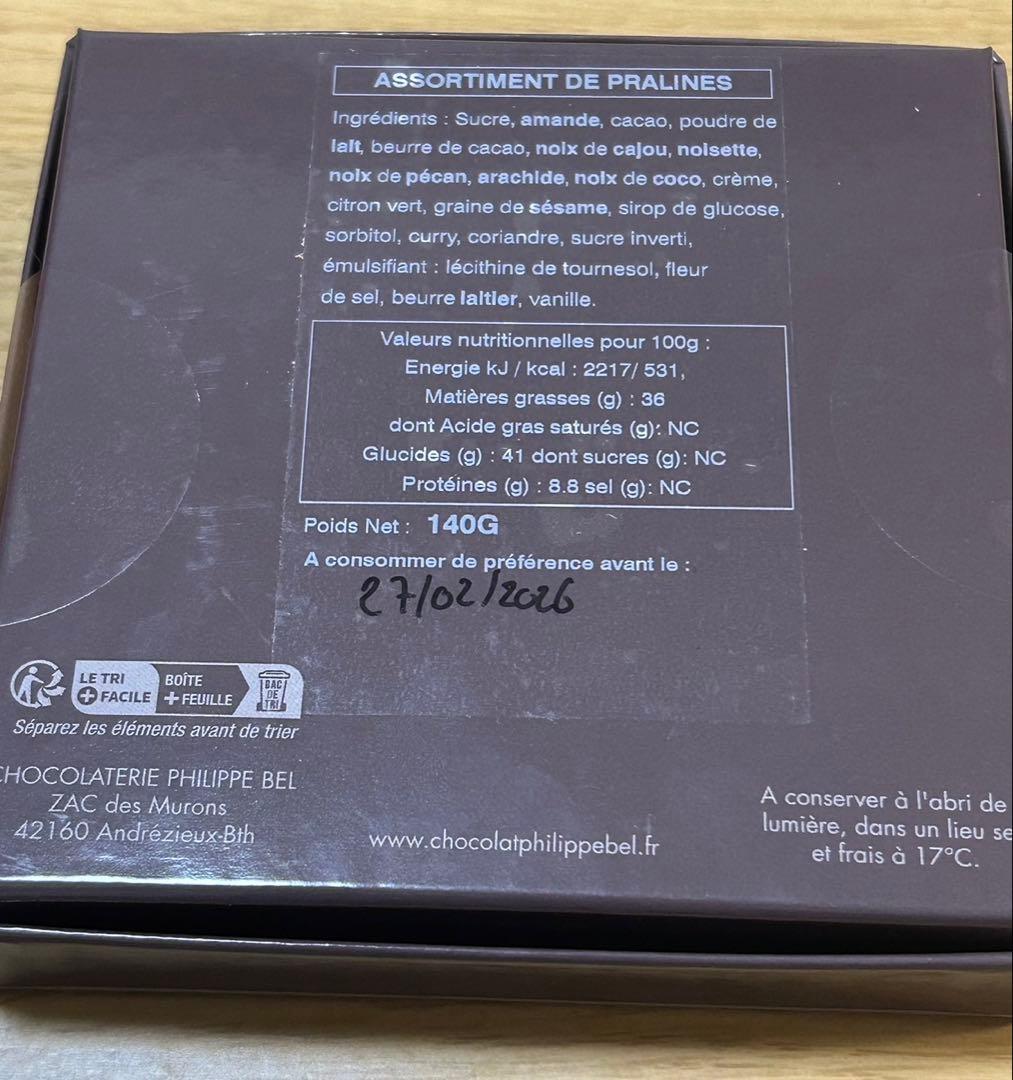 ASSORTIMENT DE PRALINES
Ingrédients : Sucre, amande, cacao, poudre de
lait, beurre de cacao, noix de cajou, noisette,
noix de pécan, arachide, noix de coco, crème,
citron vert, graine de sésame, sirop de glucose,
sorbitol, curry, coriandre, sucre inverti,
émulsifiant : lécithine de tournesol, fleur
de sel, beurre laitier, vanille.
Valeurs nutritionnelles pour 100g :
Energie kJ / kcal : 2217/ 531,
Matières grasses (g) : 36
dont Acide gras saturés (g): NC
Glucides (g) : 41 dont sucres (g): NC
Protéines (g) : 8.8 sel (g): NC
Poids Net : 140G
A consommer de préférence avant le :
27/02/2026
LE TRI
+ FACILE
BOÎTE
+ FEUILLE
BAC
DE
TRI
Séparez les éléments avant de trier
CHOCOLATERIE PHILIPPE BEL
ZAC des Murons
42160 Andrézieux-Bth
www.chocolatphilippebel.fr
A conserver à l'abri de
lumière, dans un lieu se
et frais à 17°C.